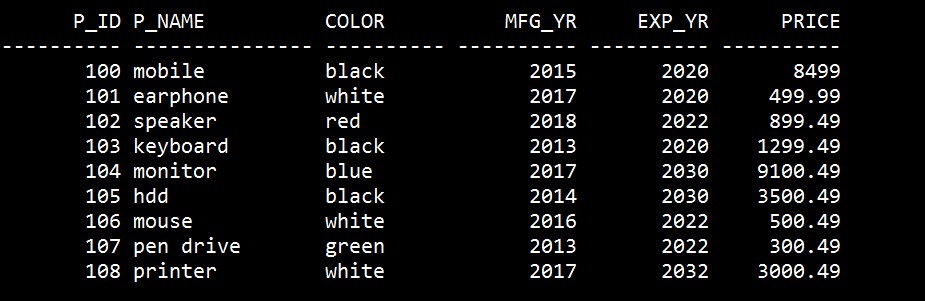 P_ID P_NAME COLOR MFG_YR EXP_YR PRICE
---------- --------------- ---------- ---------- ---------- ----------
100 mobile black 2015 2020 8499
101 earphone white 2017 2020 499.99
102 speaker red 2018 2022 899.49
103 keyboard black 2013 2020 1299.49
104 monitor blue 2017 2030 9100.49
105 hdd black 2014 2030 3500.49
106 mouse white 2016 2022 500.49
107 pen drive green 2013 2022 300.49
108 printer white 2017 2032 3000.49